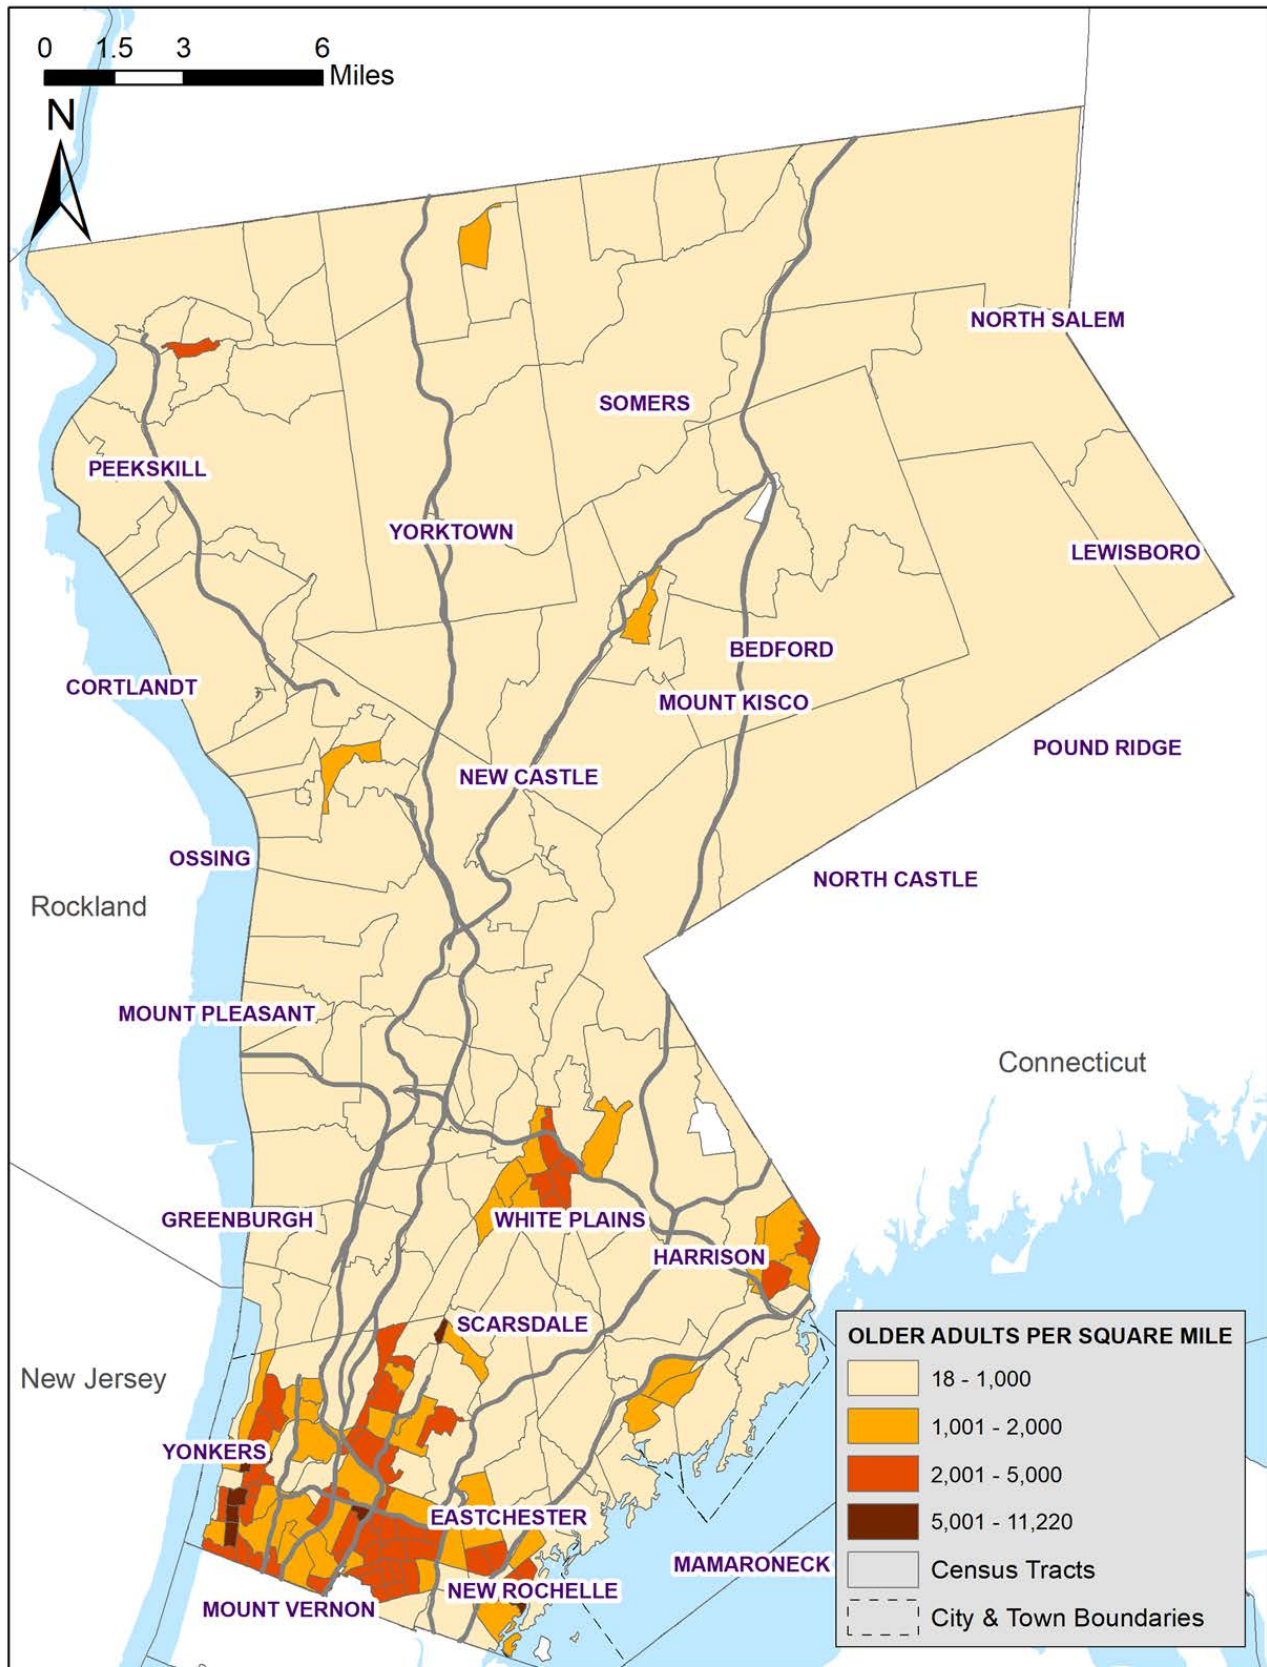 0 1.5 3 6
Miles
N
NORTH SALEM
SOMERS
PEEKSKILL
YORKTOWN
LEWISBORO
BEDFORD
CORTLANDT
MOUNT KISCO
POUND RIDGE
NEW CASTLE
OSSING
NORTH CASTLE
Rockland
MOUNT PLEASANT
Connecticut
GREENBURGH
WHITE PLAINS
HARRISON
SCARSDALE
New Jersey
YONKERS
EASTCHESTER
MAMARONECK
NEW ROCHELLE
MOUNT VERNON
OLDER ADULTS PER SQUARE MILE
18 - 1,000
1,001 - 2,000
2,001 - 5,000
5,001 - 11,220
Census Tracts
City & Town Boundaries